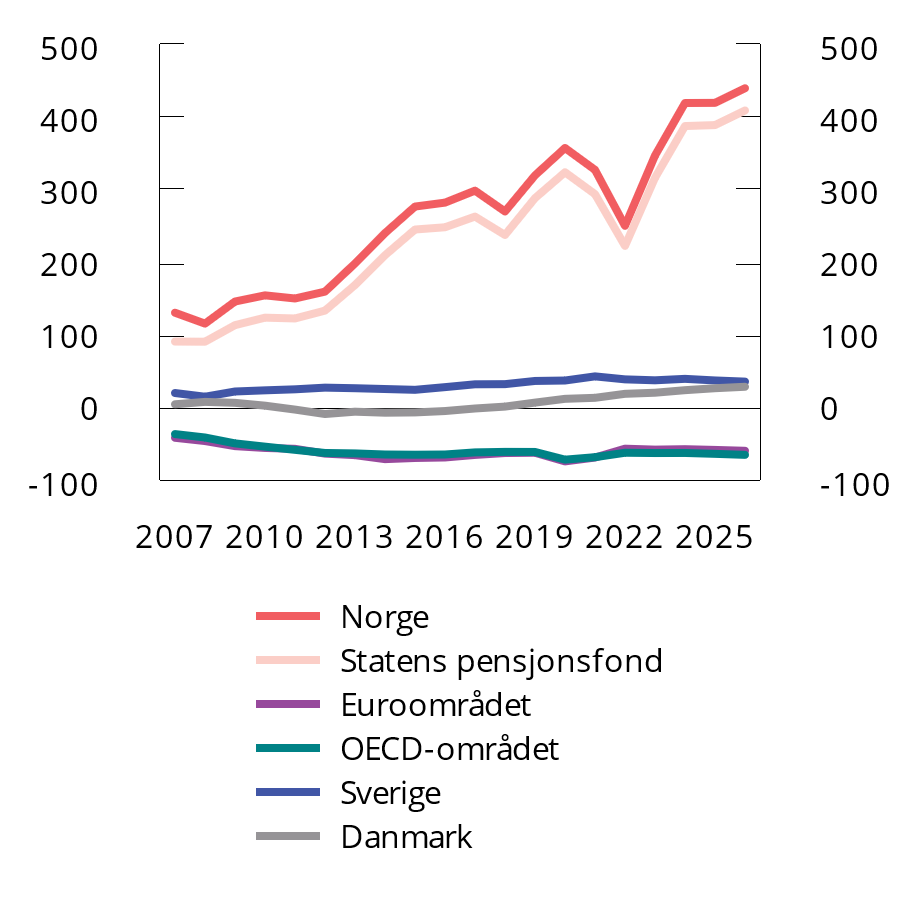 500 500
400 400
300 300
200 200
100 100
0 0
-100 -100
2007 2010 2013 2016 2019 2022 2025
Norge
Statens pensjonsfond
Euroområdet
OECD-området
Sverige
Danmark